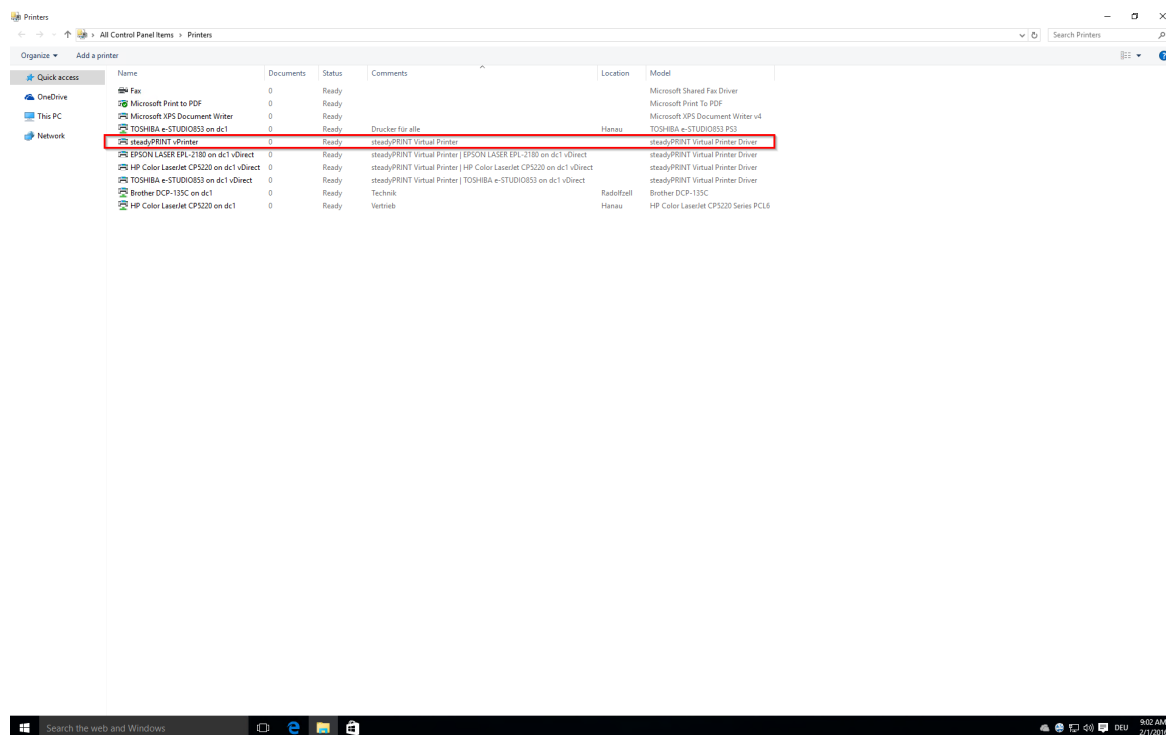 Printers
All Control Panel Items > Printers
Search Printers
Organize Add a printer
Quick access
OneDrive
This PC
Network
Name Documents Status Comments Location Model
Fax 0 Ready Microsoft Shared Fax Driver
Microsoft Print to PDF 0 Ready Microsoft Print To PDF
Microsoft XPS Document Writer 0 Ready Microsoft XPS Document Writer v4
TOSHIBA e-STUDIO853 on dc1 0 Ready Drucker für alle Hanau TOSHIBA e-STUDIO853 PS3
steadyPRINT vPrinter 0 Ready steadyPRINT Virtual Printer steadyPRINT Virtual Printer Driver
EPSON LASER EPL-2180 on dc1 vDirect 0 Ready steadyPRINT Virtual Printer | EPSON LASER EPL-2180 on dc1 vDirect steadyPRINT Virtual Printer Driver
HP Color LaserJet CP5220 on dc1 vDirect 0 Ready steadyPRINT Virtual Printer | HP Color LaserJet CP5220 on dc1 vDirect steadyPRINT Virtual Printer Driver
TOSHIBA e-STUDIO853 on dc1 vDirect 0 Ready steadyPRINT Virtual Printer | TOSHIBA e-STUDIO853 on dc1 vDirect steadyPRINT Virtual Printer Driver
Brother DCP-135C on dc1 0 Ready Technik Radolfzell Brother DCP-135C
HP Color LaserJet CP5220 on dc1 0 Ready Vertrieb Hanau HP Color LaserJet CP5220 Series PCL6
Search the web and Windows
DEU
9:02 AM